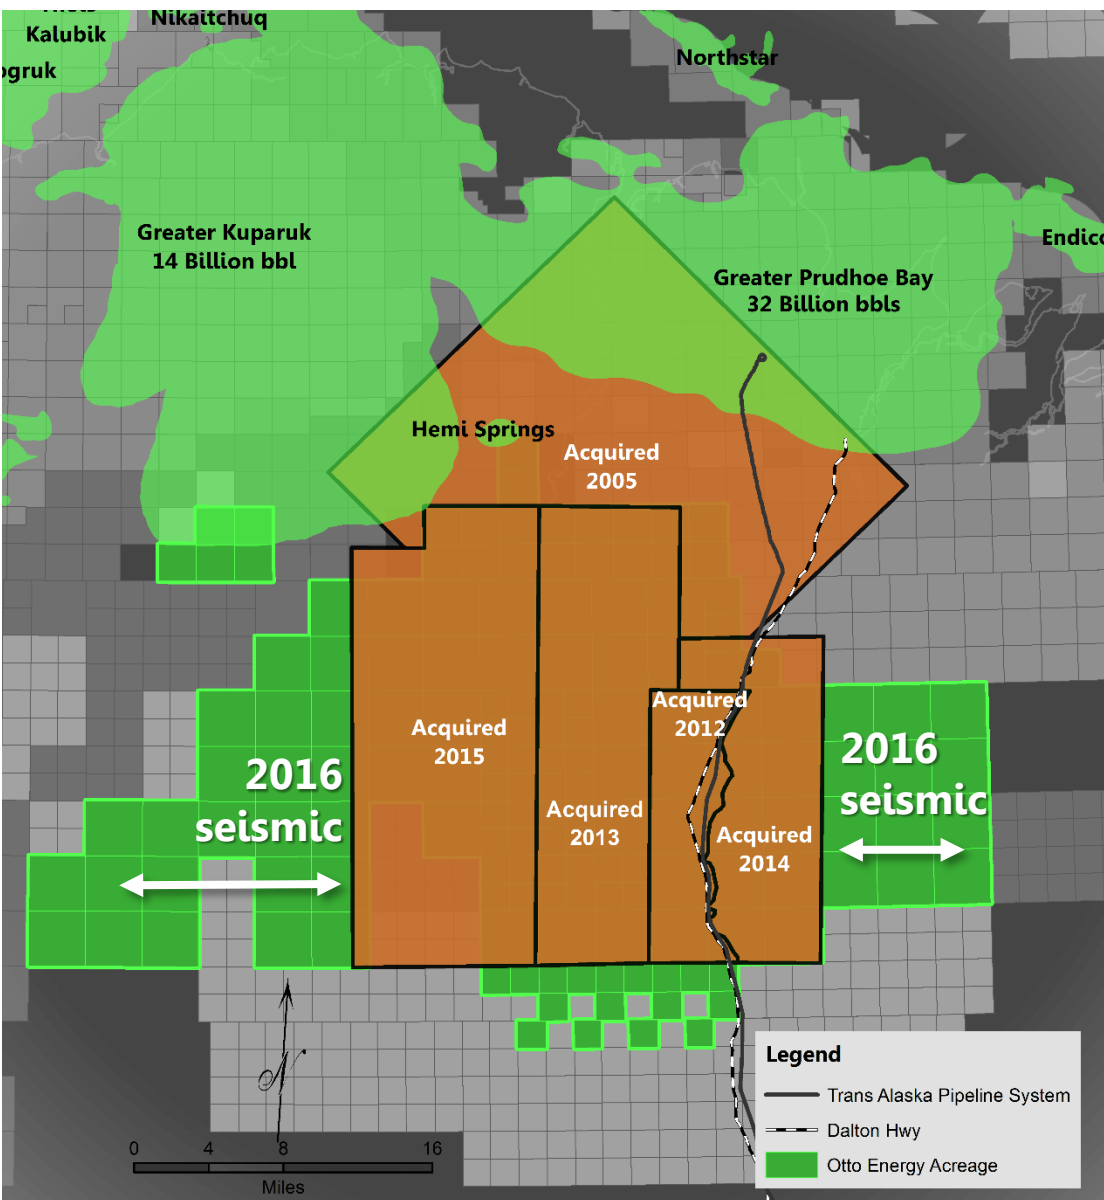 Nikaitchuq
Kalubik
Northstar
Greater Kuparuk
14 Billion bbl
Greater Prudhoe Bay
32 Billion bbls
Hemi Springs
Acquired
2005
Acquired
2015
Acquired
2012
Acquired
2013
Acquired
2014
2016
seismic
2016
seismic
N
0 4 8 16
Miles
Legend
Trans Alaska Pipeline System
Dalton Hwy
Otto Energy Acreage